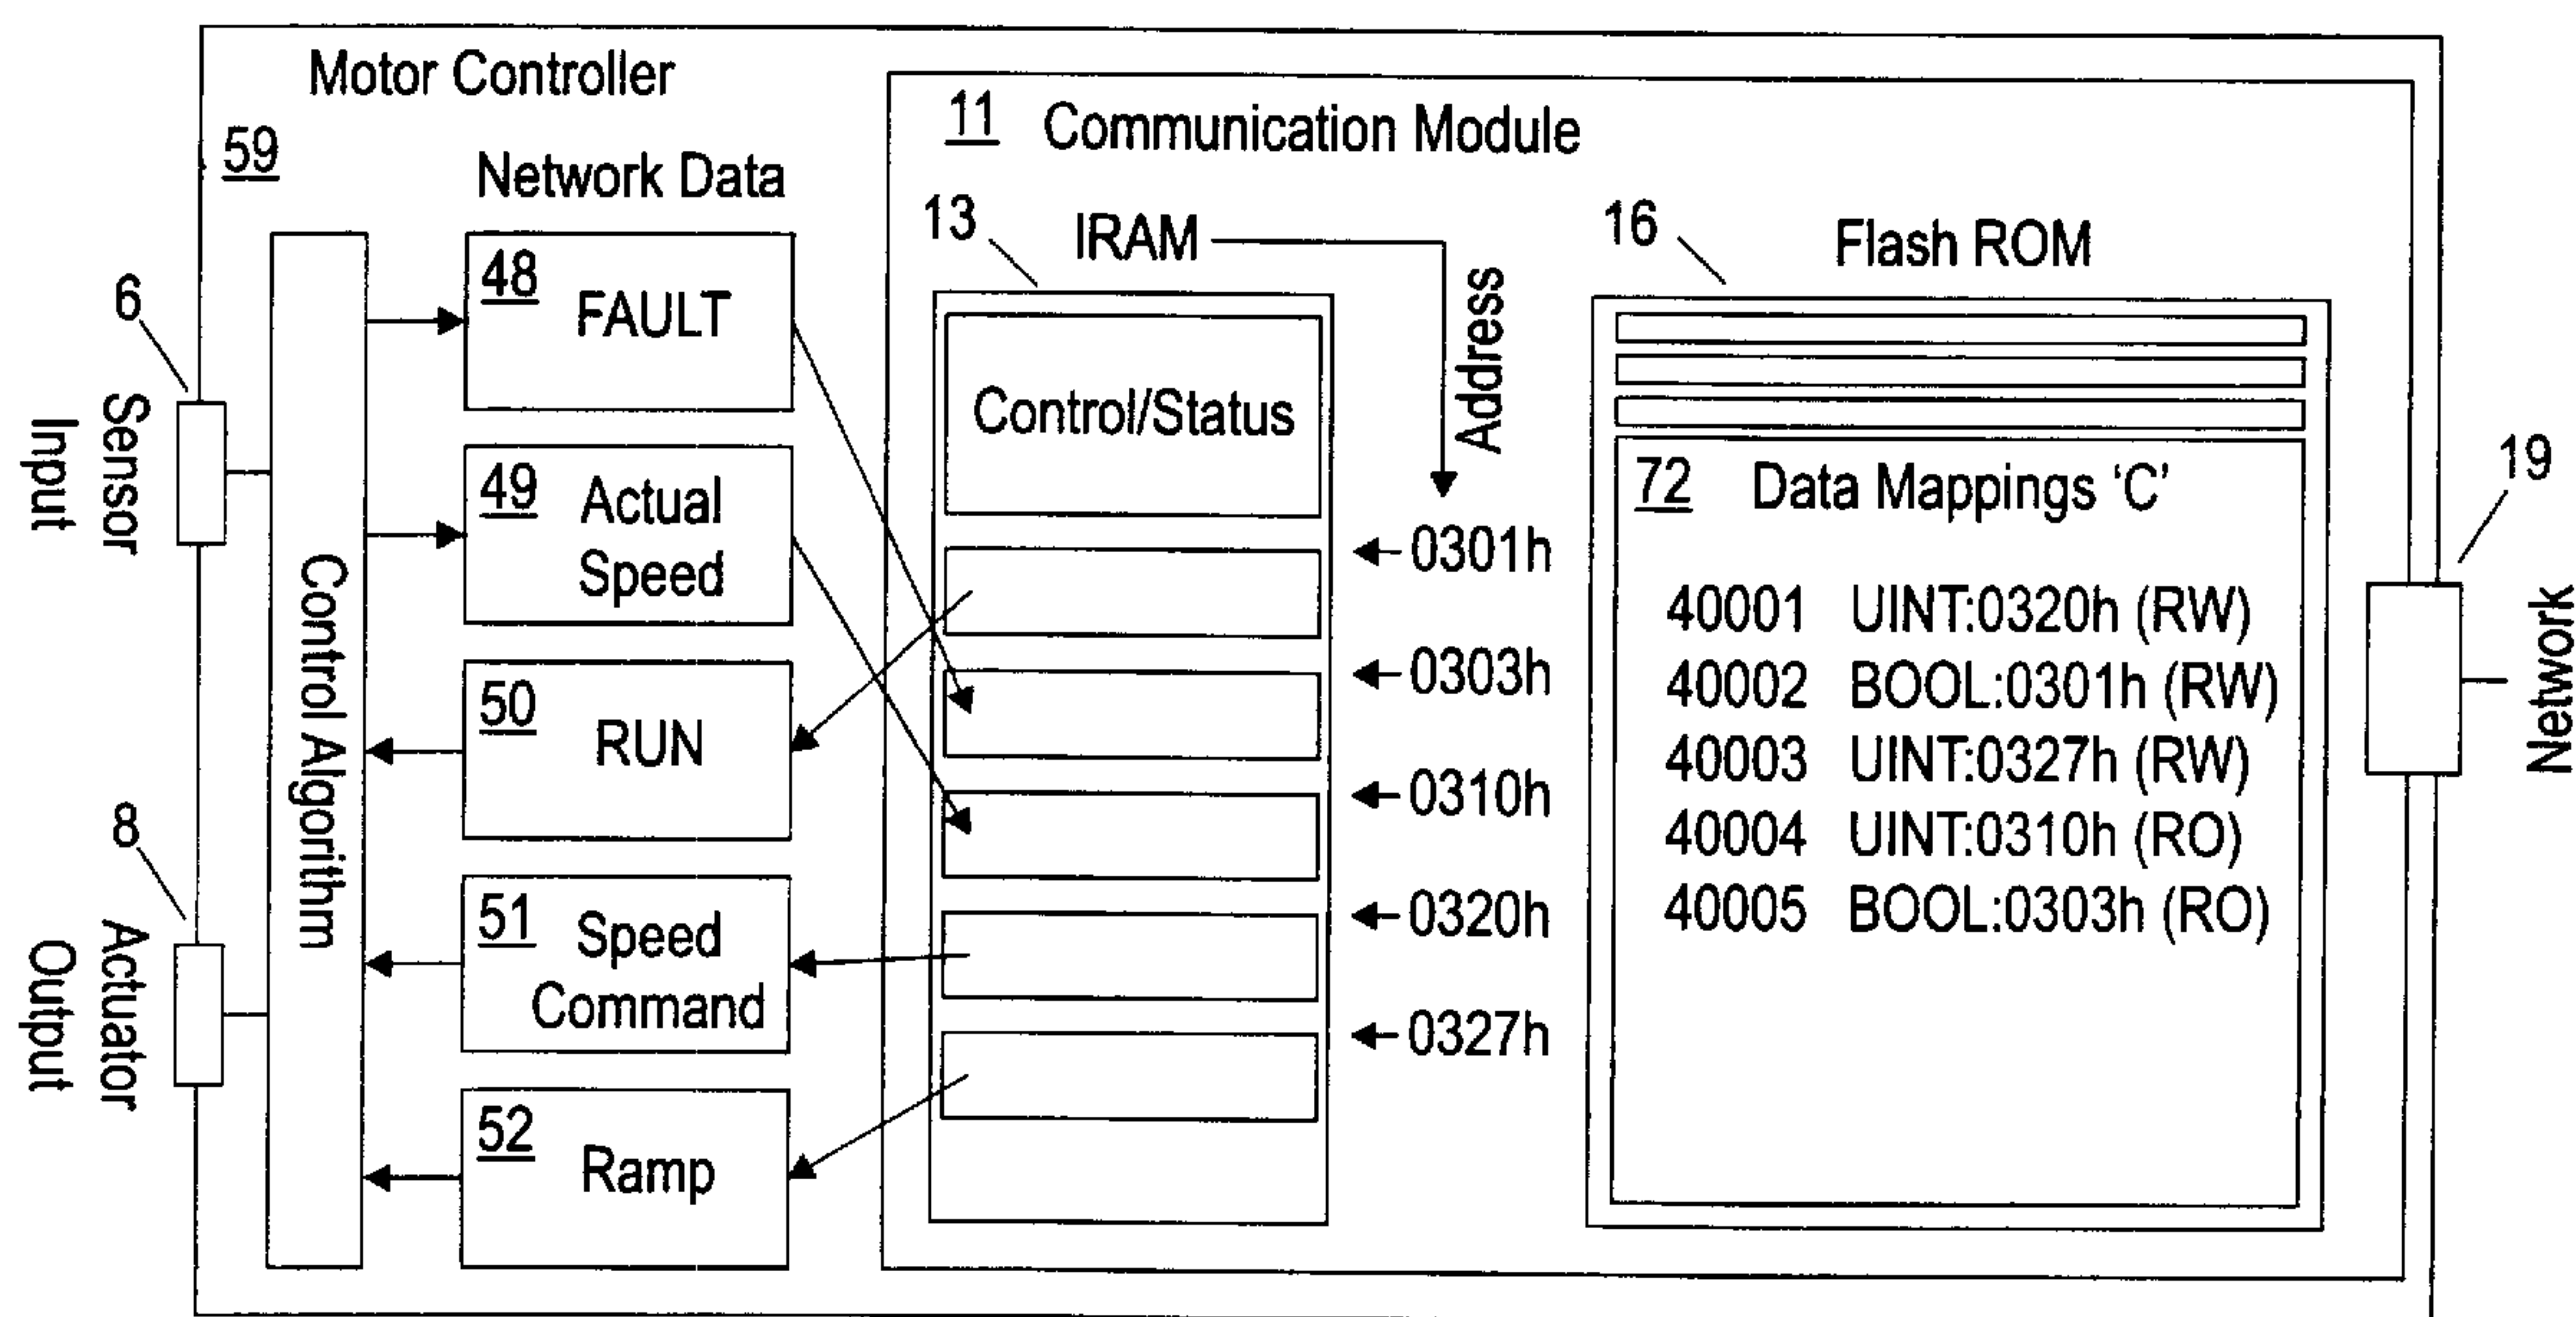 Motor Controller
59
Network Data
11 Communication Module
13
IRAM
Address
16
Flash ROM
6
Sensor
Input
8
Actuator
Output
Control Algorithm
48
FAULT
49
Actual
Speed
50
RUN
51
Speed
Command
52
Ramp
Control/Status
0301h
0303h
0310h
0320h
0327h
72 Data Mappings ‘C’
40001 UINT:0320h (RW)
40002 BOOL:0301h (RW)
40003 UINT:0327h (RW)
40004 UINT:0310h (RO)
40005 BOOL:0303h (RO)
19
Network